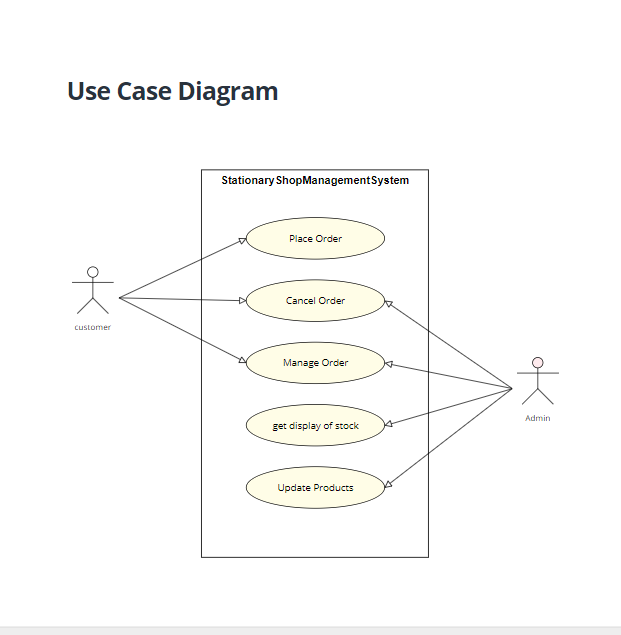 Use Case Diagram
StationaryShopManagementSystem
Place Order
Cancel Order
customer
Manage Order
get display of stock
Admin
Update Products